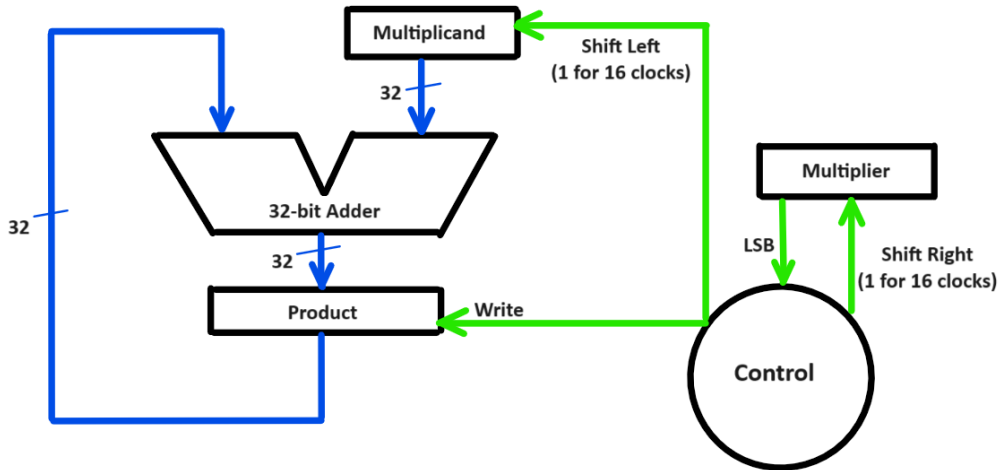 Multiplicand
Shift Left
(1 for 16 clocks)
32
Multiplier
32-bit Adder
32
LSB
Shift Right
(1 for 16 clocks)
32
Product
Write
Control